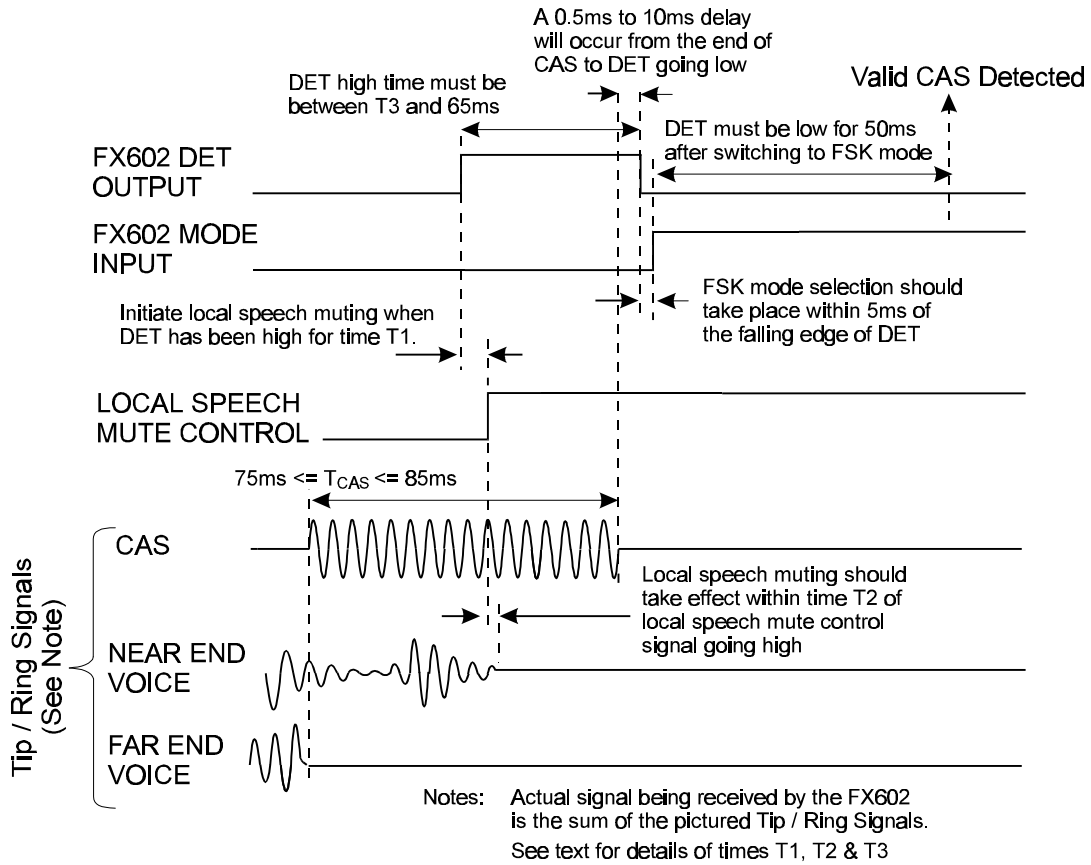 A 0.5ms to 10ms delay
will occur from the end of
CAS to DET going low
DET high time must be
between T3 and 65ms
Valid CAS Detected
DET must be low for 50ms
after switching to FSK mode
FX602 DET
OUTPUT
FX602 MODE
INPUT
FSK mode selection should
take place within 5ms of
the falling edge of DET
Initiate local speech muting when
DET has been high for time T1.
LOCAL SPEECH
MUTE CONTROL
75ms <= TCAS <= 85ms
Tip / Ring Signals
(See Note)
CAS
Local speech muting should
take effect within time T2 of
local speech mute control
signal going high
NEAR END
VOICE
FAR END
VOICE
Notes: Actual signal being received by the FX602
is the sum of the pictured Tip / Ring Signals.
See text for details of times T1, T2 & T3